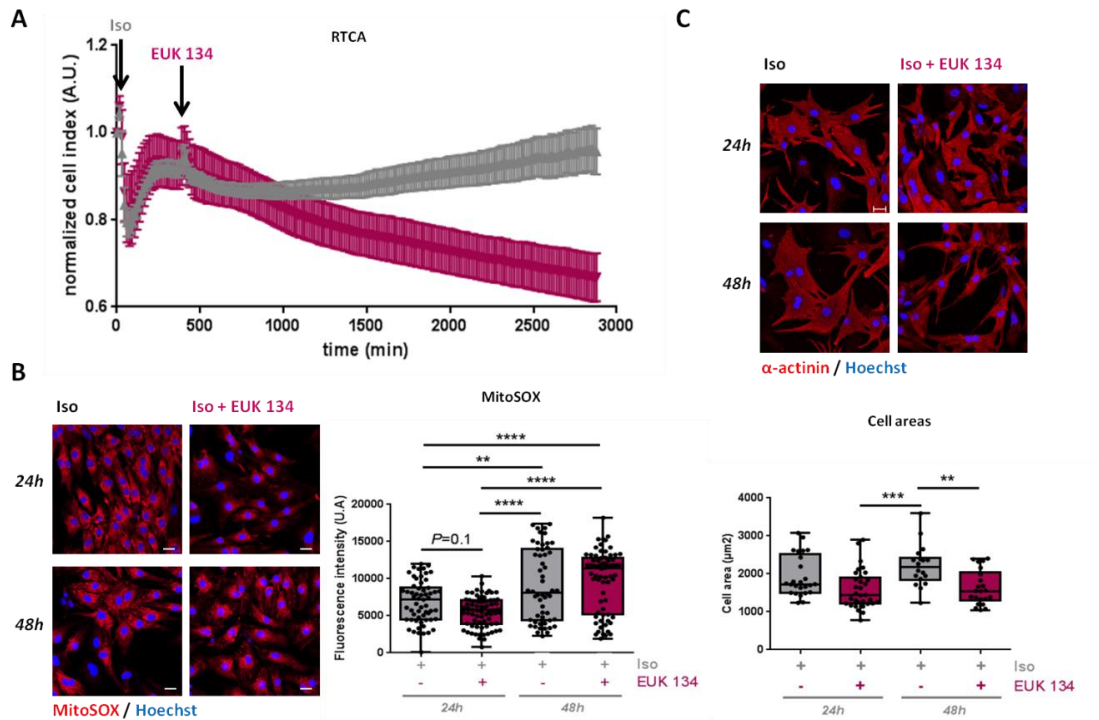 A
Iso
EUK 134
RTCA
1.2
1.0
0.8
0.6
normalized cell index (A.U.)
0
500
1000
1500
2000
2500
3000
time (min)
B
Iso
Iso + EUK 134
24h
48h
MitoSOX / Hoechst
MitoSOX
****
**
****
****
P=0.1
20000
15000
10000
5000
0
Fluorescence intensity (U.A)
+ + + + Iso
- + - + EUK 134
24h 48h
C
Iso
Iso + EUK 134
24h
48h
α-actinin / Hoechst
Cell areas
**
***
4000
3000
2000
1000
0
Cell area (µm2)
+ + + + Iso
- + - + EUK 134
24h 48h